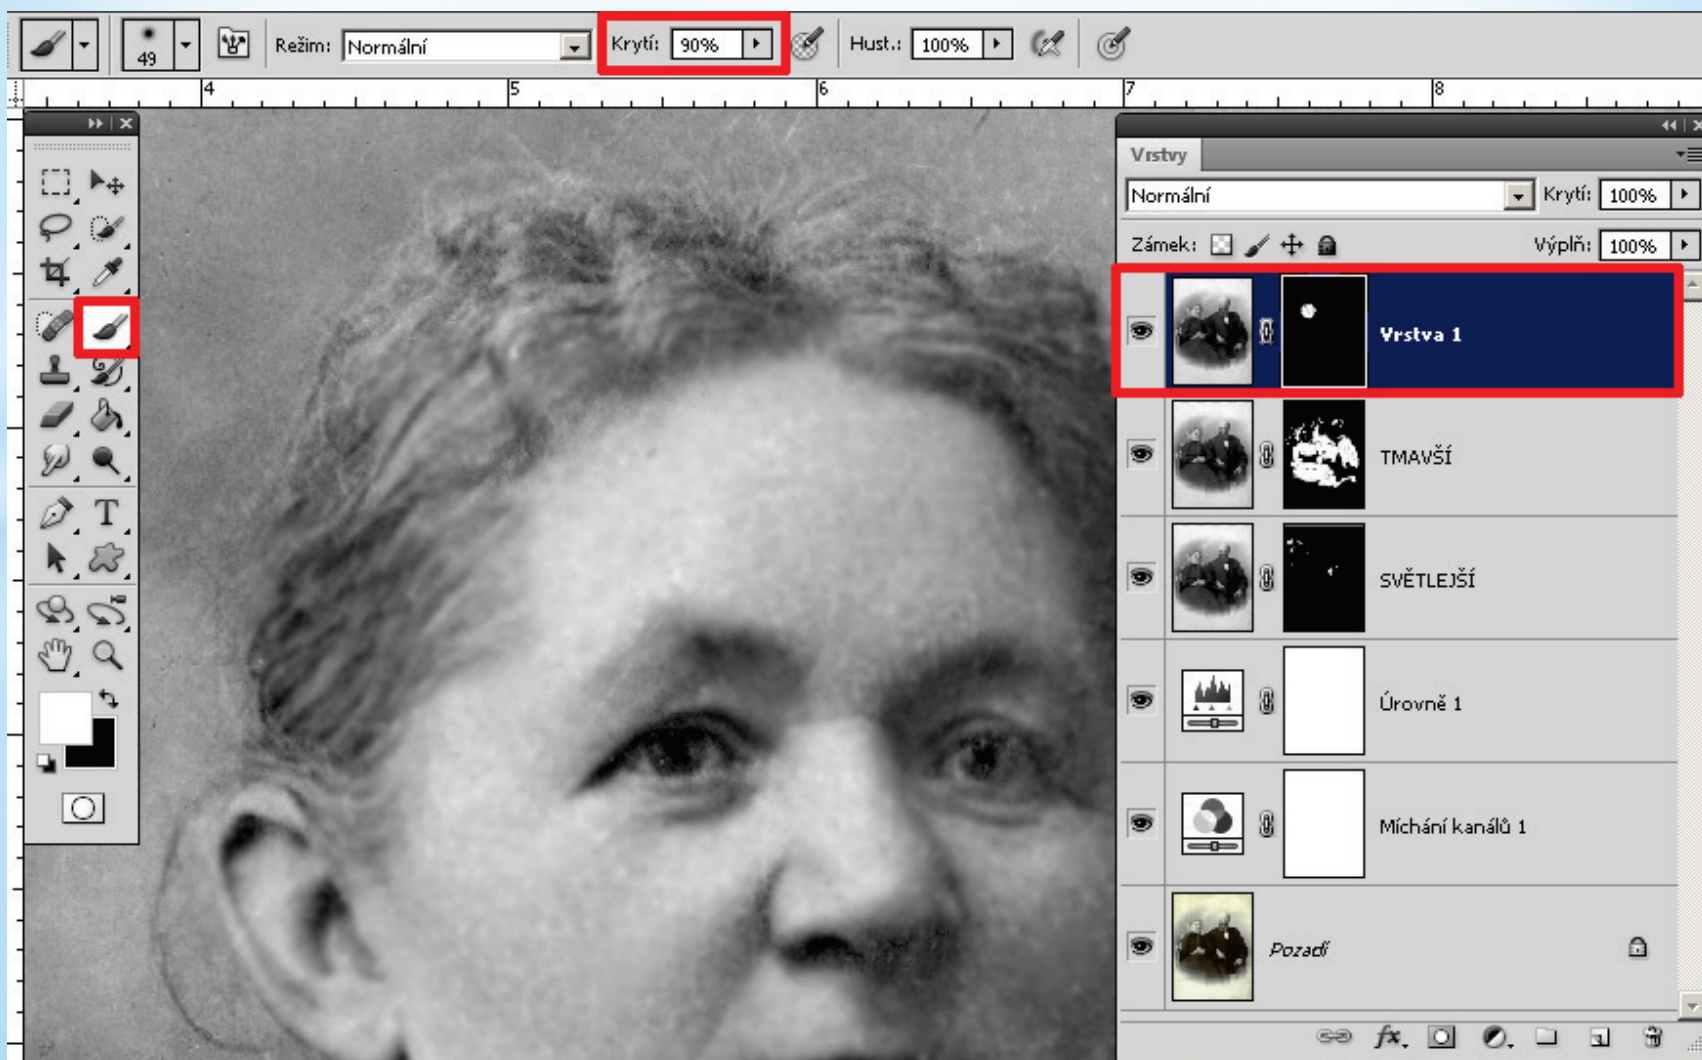 49
Režim: Normální
Krytí: 90%
Hust.: 100%
4 5 6 7 8
Vrstvy
Normální
Krytí: 100%
Zámek:
Výplň: 100%
Vrstva 1
TMAVŠÍ
SVĚTLEJŠÍ
Úrovně 1
Míchání kanálů 1
Pozadí
T
fx.